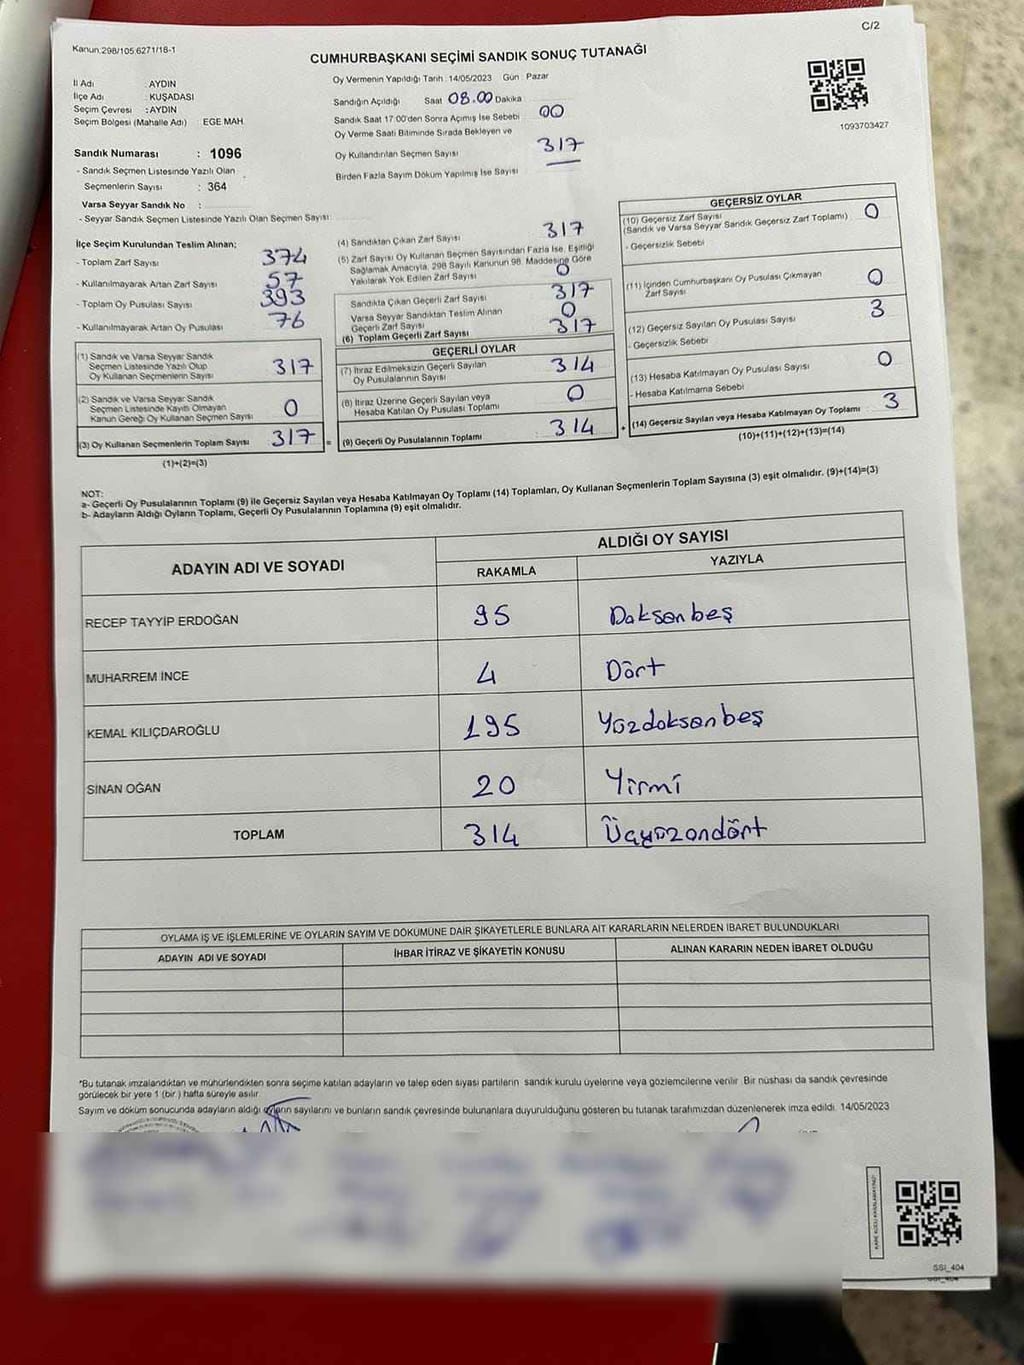 C/2
Kanun.298/105.6271/18-1
CUMHURBAŞKANI SEÇİMİ SANDIK SONUÇ TUTANAĞI
1093703427
İl Adı : AYDIN
İlçe Adı : KUŞADASI
Seçim Çevresi : AYDIN
Seçim Bölgesi (Mahalle Adı) : EGE MAH.
Sandık Numarası : 1096
- Sandık Seçmen Listesinde Yazılı Olan
Seçmenlerin Sayısı : 364
Varsa Seyyar Sandık No :
- Seyyar Sandık Seçmen Listesinde Yazılı Olan Seçmen Sayısı:
Oy Vermenin Yapıldığı Tarih : 14/05/2023 Gün : Pazar
Sandığın Açıldığı Saat 08.00 Dakika
Sandık Saat 17:00'den Sonra Açımış İse Sebebi 00
Oy Verme Saati Bitiminde Sırada Bekleyen ve
Oy Kullandırılan Seçmen Sayısı 317
Birden Fazla Sayım Döküm Yapılmış İse Sayısı
İlçe Seçim Kurulundan Teslim Alınan;
- Toplam Zarf Sayısı 374
- Kullanılmayarak Artan Zarf Sayısı 57
- Toplam Oy Pusulası Sayısı 393
- Kullanılmayarak Artan Oy Pusulası 76
(1) Sandık ve Varsa Seyyar Sandık
Seçmen Listesinde Yazılı Olup
Oy Kullanan Seçmenlerin Sayısı 317
(2) Sandık ve Varsa Seyyar Sandık
Seçmen Listesinde Kayıtlı Olmayan
Kanun Gereği Oy Kullanan Seçmen Sayısı 0
(3) Oy Kullanan Seçmenlerin Toplam Sayısı 317
=
(1)+(2)=(3)
(4) Sandıktan Çıkan Zarf Sayısı 317
(5) Zarf Sayısı Oy Kullanan Seçmen Sayısından Fazla İse, Eşitliği
Sağlamak Amacıyla, 298 Sayılı Kanunun 98. Maddesine Göre
Yakılarak Yok Edilen Zarf Sayısı 0
Sandıkta Çıkan Geçerli Zarf Sayısı 317
Varsa Seyyar Sandıktan Teslim Alınan
Geçerli Zarf Sayısı 0
(6) Toplam Geçerli Zarf Sayısı 317
GEÇERLİ OYLAR
(7) İtiraz Edilmeksizin Geçerli Sayılan
Oy Pusulalarının Sayısı 314
(8) İtiraz Üzerine Geçerli Sayılan veya
Hesaba Katılan Oy Pusulası Toplamı 0
(9) Geçerli Oy Pusulalarının Toplamı 314
+
GEÇERSİZ OYLAR
(10) Geçersiz Zarf Sayısı 0
(Sandık ve Varsa Seyyar Sandık Geçersiz Zarf Toplamı)
- Geçersizlik Sebebi
(11) İçinden Cumhurbaşkanı Oy Pusulası Çıkmayan
Zarf Sayısı 0
(12) Geçersiz Sayılan Oy Pusulası Sayısı 3
- Geçersizlik Sebebi
(13) Hesaba Katılmayan Oy Pusulası Sayısı 0
- Hesaba Katılmama Sebebi
(14) Geçersiz Sayılan veya Hesaba Katılmayan Oy Toplamı 3
(10)+(11)+(12)+(13)=(14)
NOT:
a- Geçerli Oy Pusulalarının Toplamı (9) ile Geçersiz Sayılan veya Hesaba Katılmayan Oy Toplamı (14) Toplamları, Oy Kullanan Seçmenlerin Toplam Sayısına (3) eşit olmalıdır. (9)+(14)=(3)
b- Adayların Aldığı Oyların Toplamı, Geçerli Oy Pusulalarının Toplamına (9) eşit olmalıdır.
ADAYIN ADI VE SOYADI
ALDIĞI OY SAYISI
RAKAMLA YAZIYLA
RECEP TAYYİP ERDOĞAN 95 Doksanbeş
MUHARREM İNCE 4 Dört
KEMAL KILIÇDAROĞLU 195 Yüzdoksanbeş
SİNAN OĞAN 20 Yirmi
TOPLAM 314 Üçyüzondört
OYLAMA İŞ VE İŞLEMLERİNE VE OYLARIN SAYIM VE DÖKÜMÜNE DAİR ŞİKAYETLERLE BUNLARA AİT KARARLARIN NELERDEN İBARET BULUNDUKLARI
ADAYIN ADI VE SOYADI İHBAR İTİRAZ VE ŞİKAYETİN KONUSU ALINAN KARARIN NEDEN İBARET OLDUĞU
*Bu tutanak imzalandıktan ve mühürlendikten sonra seçime katılan adayların ve talep eden siyasi partilerin sandık kurulu üyelerine veya gözlemcilerine verilir. Bir nüshası da sandık çevresinde
görülecek bir yere 1 (bir ) hafta süreyle asılır.
Sayım ve döküm sonucunda adayların aldığı oyların sayılarını ve bunların sandık çevresinde bulunanlara duyurulduğunu gösteren bu tutanak tarafımızdan düzenlenerek imza edildi. 14/05/2023
SSI_404